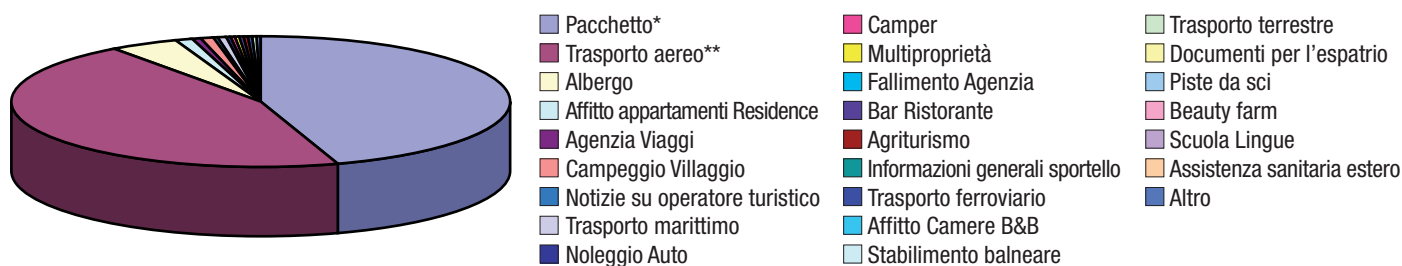 Pacchetto*
Trasporto aereo**
Albergo
Affitto appartamenti Residence
Agenzia Viaggi
Campeggio Villaggio
Notizie su operatore turistico
Trasporto marittimo
Noleggio Auto
Camper
Multiproprietà
Fallimento Agenzia
Bar Ristorante
Agriturismo
Informazioni generali sportello
Trasporto ferroviario
Affitto Camere B&B
Stabilimento balneare
Trasporto terrestre
Documenti per l'espatrio
Piste da sci
Beauty farm
Scuola Lingue
Assistenza sanitaria estero
Altro